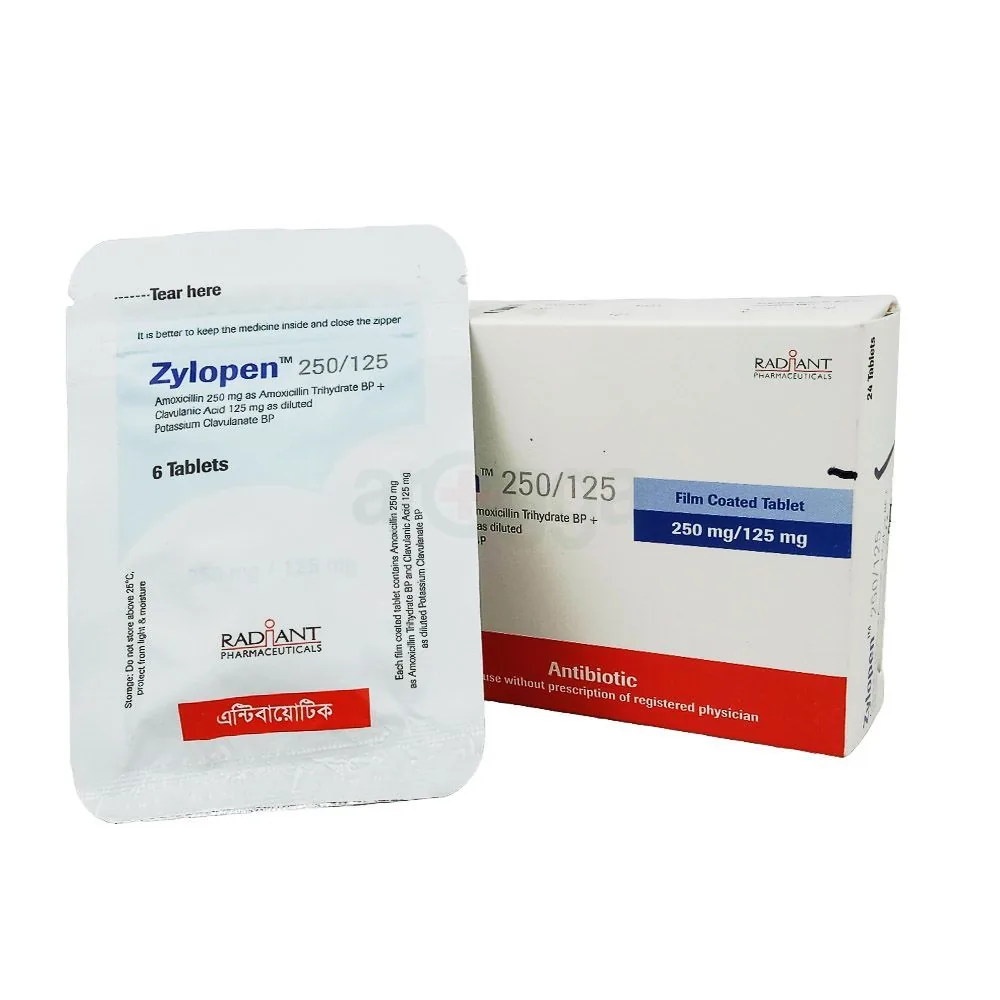 -------Tear here
It is better to keep the medicine inside and close the zipper
Zylopen™ 250/125
Amoxicillin 250 mg as Amoxicillin Trihydrate BP +
Clavulanic Acid 125 mg as diluted
Potassium Clavulanate BP
6 Tablets
Storage: Do not store above 25°C,
protect from light & moisture
Each film coated tablet contains Amoxicillin 250 mg
as Amoxicillin Trihydrate BP and Clavulanic Acid 125 mg
as diluted Potassium Clavulanate BP
RADIANT
PHARMACEUTICALS
এন্টিবায়োটিক
RADIANT
PHARMACEUTICALS
™ 250/125
moxicillin Trihydrate BP +
as diluted
BP
Film Coated Tablet
250 mg/125 mg
Antibiotic
use without prescription of registered physician
24 Tablets
Zylopen™ 250/125